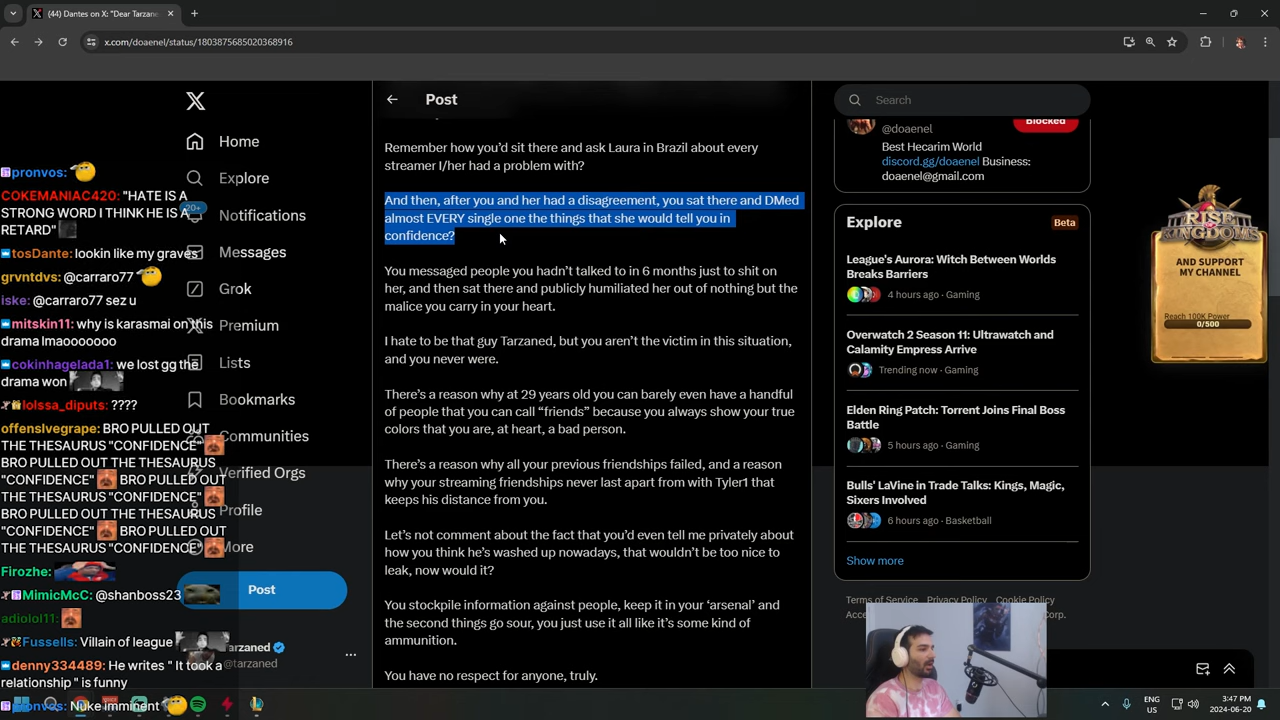 (44) Dantes on X: "Dear Tarzane
x.com/doaenel/status/1803875685020368916
Home
Explore
20+
Notifications
Messages
Grok
Premium
Lists
Bookmarks
Communities
Verified Orgs
Profile
More
Post
@tarzaned
pronvos:
COKEMANIAC420: "HATE IS A
STRONG WORD I THINK HE IS A
RETARD"
tosDante: lookin like my graves
grvntdvs: @carraro77
iske: @carraro77 sez u
mitskin11: why is karasmai on this
drama lmaooooooo
cokinhagelada1: we lost gg the
drama won
lolssa_diputs: ????
offenslvegrape: BRO PULLED OUT
THE THESAURUS "CONFIDENCE"
BRO PULLED OUT THE THESAURUS
"CONFIDENCE" BRO PULLED OUT
THE THESAURUS "CONFIDENCE"
BRO PULLED OUT THE THESAURUS
"CONFIDENCE" BRO PULLED OUT
THE THESAURUS "CONFIDENCE"
Firozhe:
MimicMcC: @shanboss23
adiolol11:
Fussells: Villain of league
denny334489: He writes " It took a
relationship " is funny
pronvos: Nuke imminent
Post
Remember how you'd sit there and ask Laura in Brazil about every
streamer I/her had a problem with?
And then, after you and her had a disagreement, you sat there and DMed
almost EVERY single one the things that she would tell you in
confidence?
You messaged people you hadn't talked to in 6 months just to shit on
her, and then sat there and publicly humiliated her out of nothing but the
malice you carry in your heart.
I hate to be that guy Tarzaned, but you aren't the victim in this situation,
and you never were.
There's a reason why at 29 years old you can barely even have a handful
of people that you can call "friends" because you always show your true
colors that you are, at heart, a bad person.
There's a reason why all your previous friendships failed, and a reason
why your streaming friendships never last apart from with Tyler1 that
keeps his distance from you.
Let's not comment about the fact that you'd even tell me privately about
how you think he's washed up nowadays, that wouldn't be too nice to
leak, now would it?
You stockpile information against people, keep it in your 'arsenal' and
the second things go sour, you just use it all like it's some kind of
ammunition.
You have no respect for anyone, truly.
Search
@doaenel
Blocked
Best Hecarim World
discord.gg/doaenel Business:
doaenel@gmail.com
Explore
Beta
League's Aurora: Witch Between Worlds
Breaks Barriers
4 hours ago · Gaming
Overwatch 2 Season 11: Ultrawatch and
Calamity Empress Arrive
Trending now · Gaming
Elden Ring Patch: Torrent Joins Final Boss
Battle
5 hours ago · Gaming
Bulls' LaVine in Trade Talks: Kings, Magic,
Sixers Involved
6 hours ago · Basketball
Show more
Terms of Service Privacy Policy Cookie Policy
RISE
KINGDOMS
AND SUPPORT
MY CHANNEL
Reach 100K Power
0/500
ENG
US
3:47 PM
2024-06-20